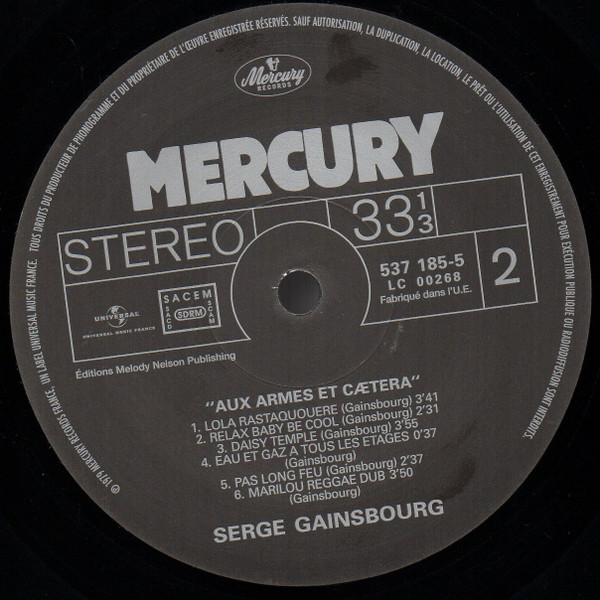 TOUS DROITS DU PRODUCTEUR DE PHONOGRAMME ET DU PROPRIÉTAIRE DE L'ŒUVRE ENREGISTRÉE RÉSERVÉS. SAUF AUTORISATION, LA DUPLICATION, LA LOCATION, LE PRÊT OU L'UTILISATION DE CET ENREGISTREMENT POUR EXÉCUTION PUBLIQUE OU RADIODIFFUSION SONT INTERDITS.
Mercury
RECORDS
MERCURY
STEREO
33 1/3
537 185-5
LC 00268
Fabriqué dans l'U.E.
2
UNIVERSAL
UNIVERSAL MUSIC FRANCE
SACEM
SACD
SDRM
SCAM
Éditions Melody Nelson Publishing
"AUX ARMES ET CÆTERA"
1. LOLA RASTAQUOUERE (Gainsbourg) 3'41
2. RELAX BABY BE COOL (Gainsbourg) 2'31
3. DAISY TEMPLE (Gainsbourg) 3'55
4. EAU ET GAZ A TOUS LES ETAGES 0'37
(Gainsbourg)
5. PAS LONG FEU (Gainsbourg) 2'37
6. MARILOU REGGAE DUB 3'50
(Gainsbourg)
SERGE GAINSBOURG
℗ 1979 MERCURY RECORDS FRANCE, UN LABEL UNIVERSAL MUSIC FRANCE.